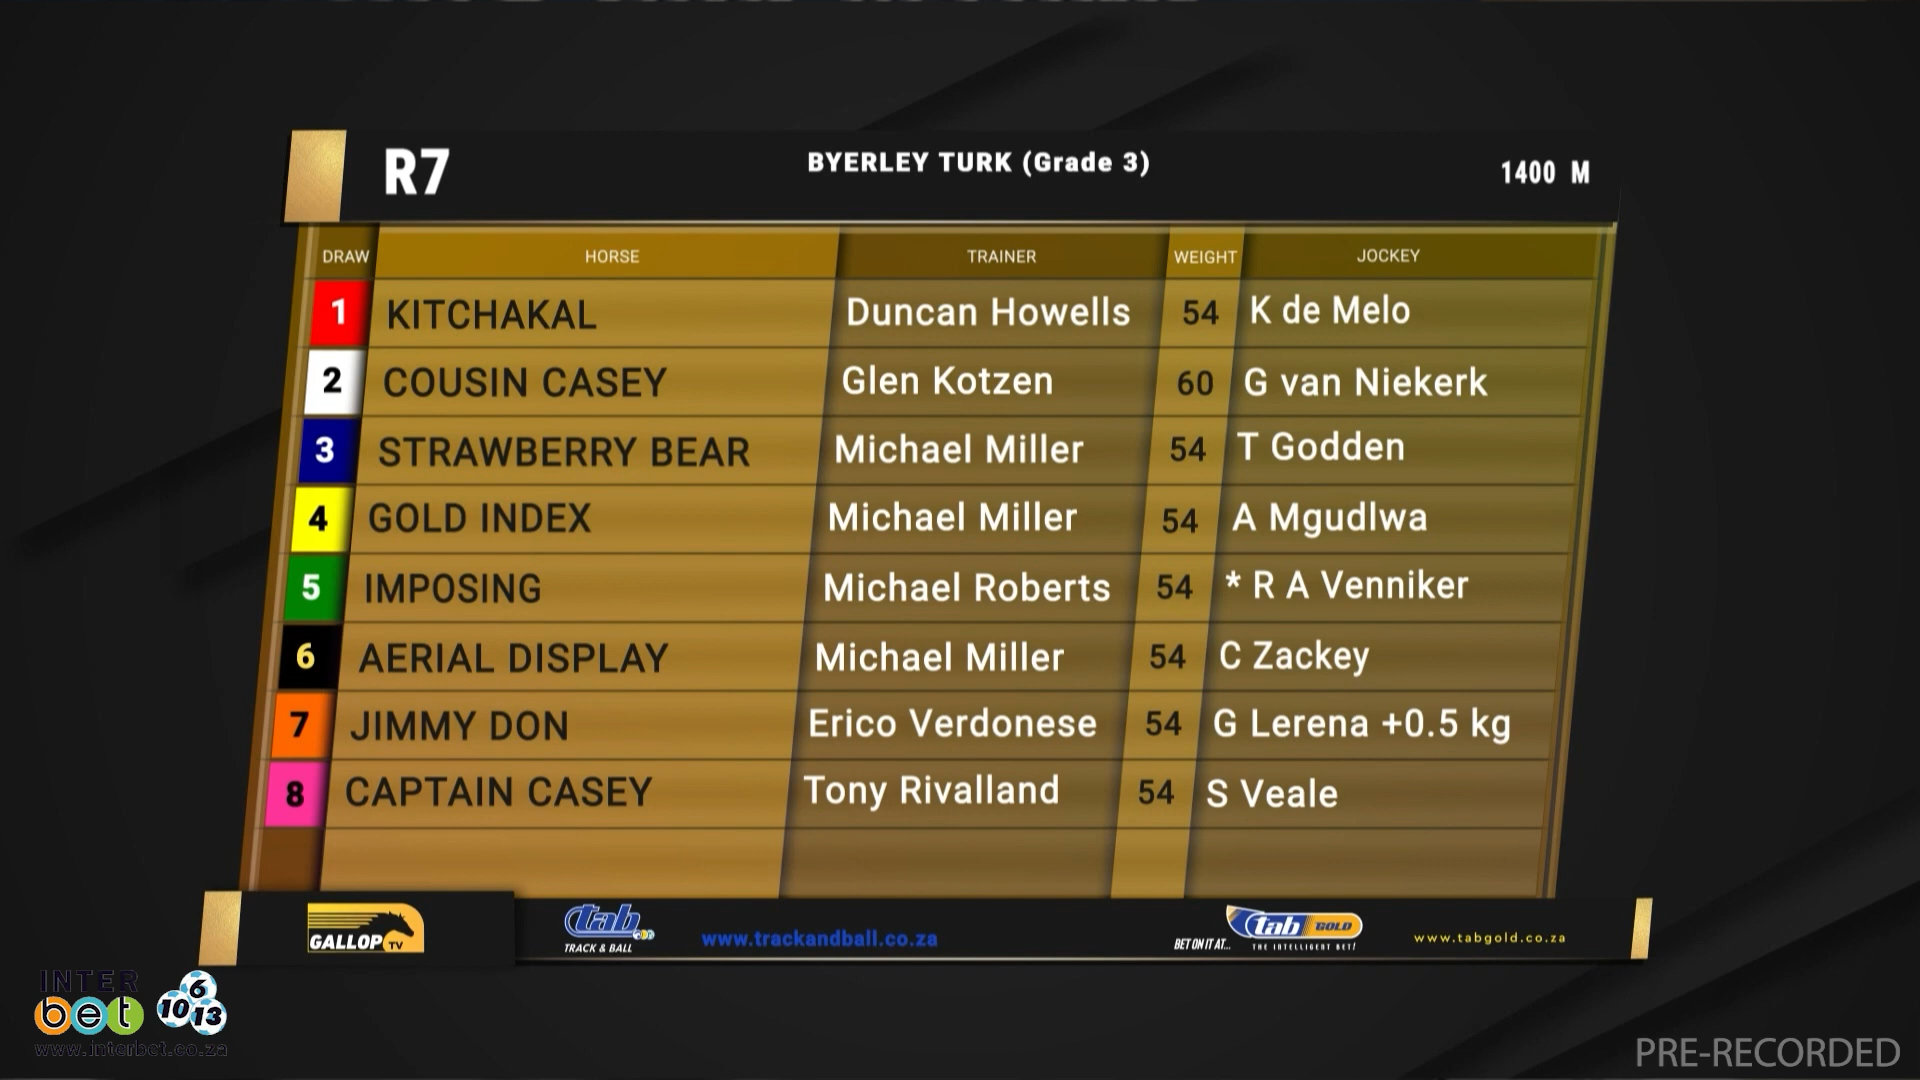 R7
BYERLEY TURK (Grade 3)
1400 M
DRAW HORSE TRAINER WEIGHT JOCKEY
1 KITCHAKAL Duncan Howells 54 K de Melo
2 COUSIN CASEY Glen Kotzen 60 G van Niekerk
3 STRAWBERRY BEAR Michael Miller 54 T Godden
4 GOLD INDEX Michael Miller 54 A Mgudlwa
5 IMPOSING Michael Roberts 54 * R A Venniker
6 AERIAL DISPLAY Michael Miller 54 C Zackey
7 JIMMY DON Erico Verdonese 54 G Lerena +0.5 kg
8 CAPTAIN CASEY Tony Rivalland 54 S Veale
GALLOP TV
tab
TRACK & BALL
www.trackandball.co.za
BET ON IT AT...
tab GOLD
THE INTELLIGENT BET!
www.tabgold.co.za
INTER
bet
6
10 13
www.interbet.co.za
PRE-RECORDED